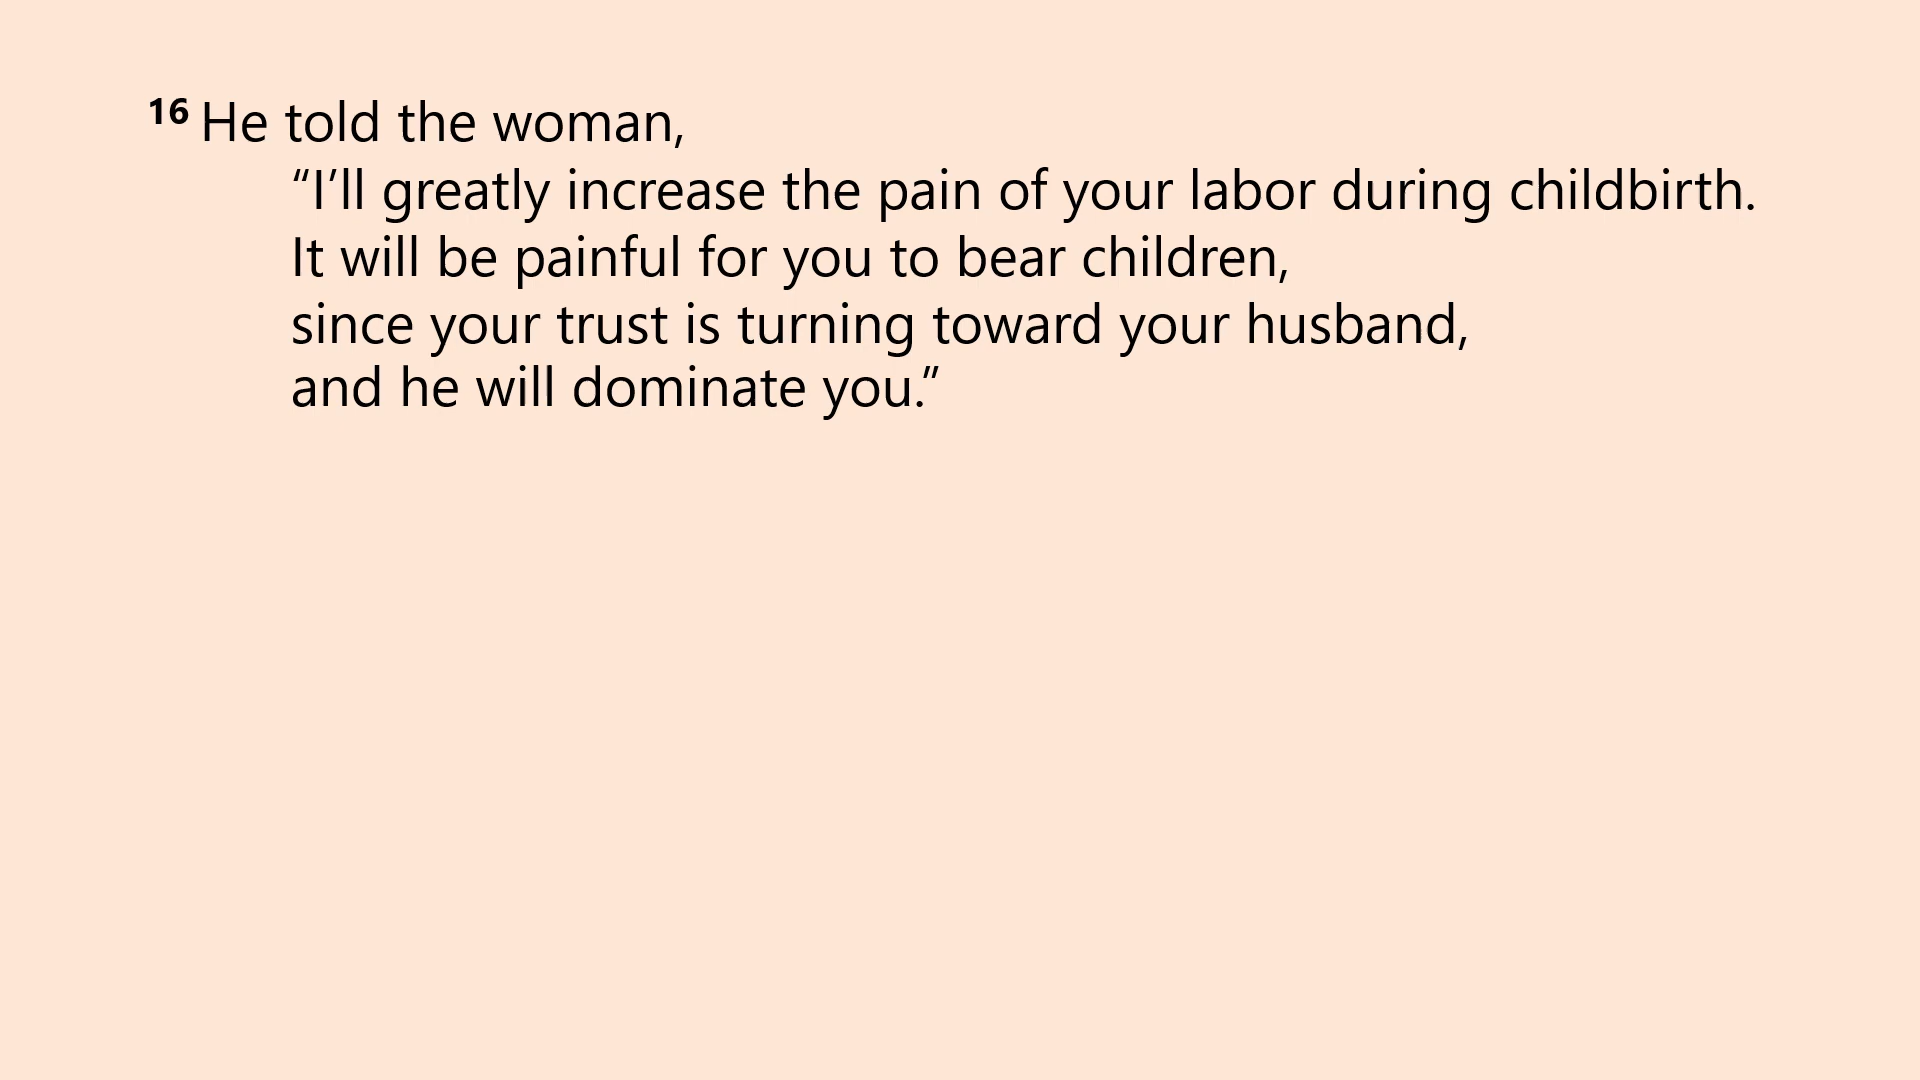 16 He told the woman,
“I’ll greatly increase the pain of your labor during childbirth.
It will be painful for you to bear children,
since your trust is turning toward your husband,
and he will dominate you.”